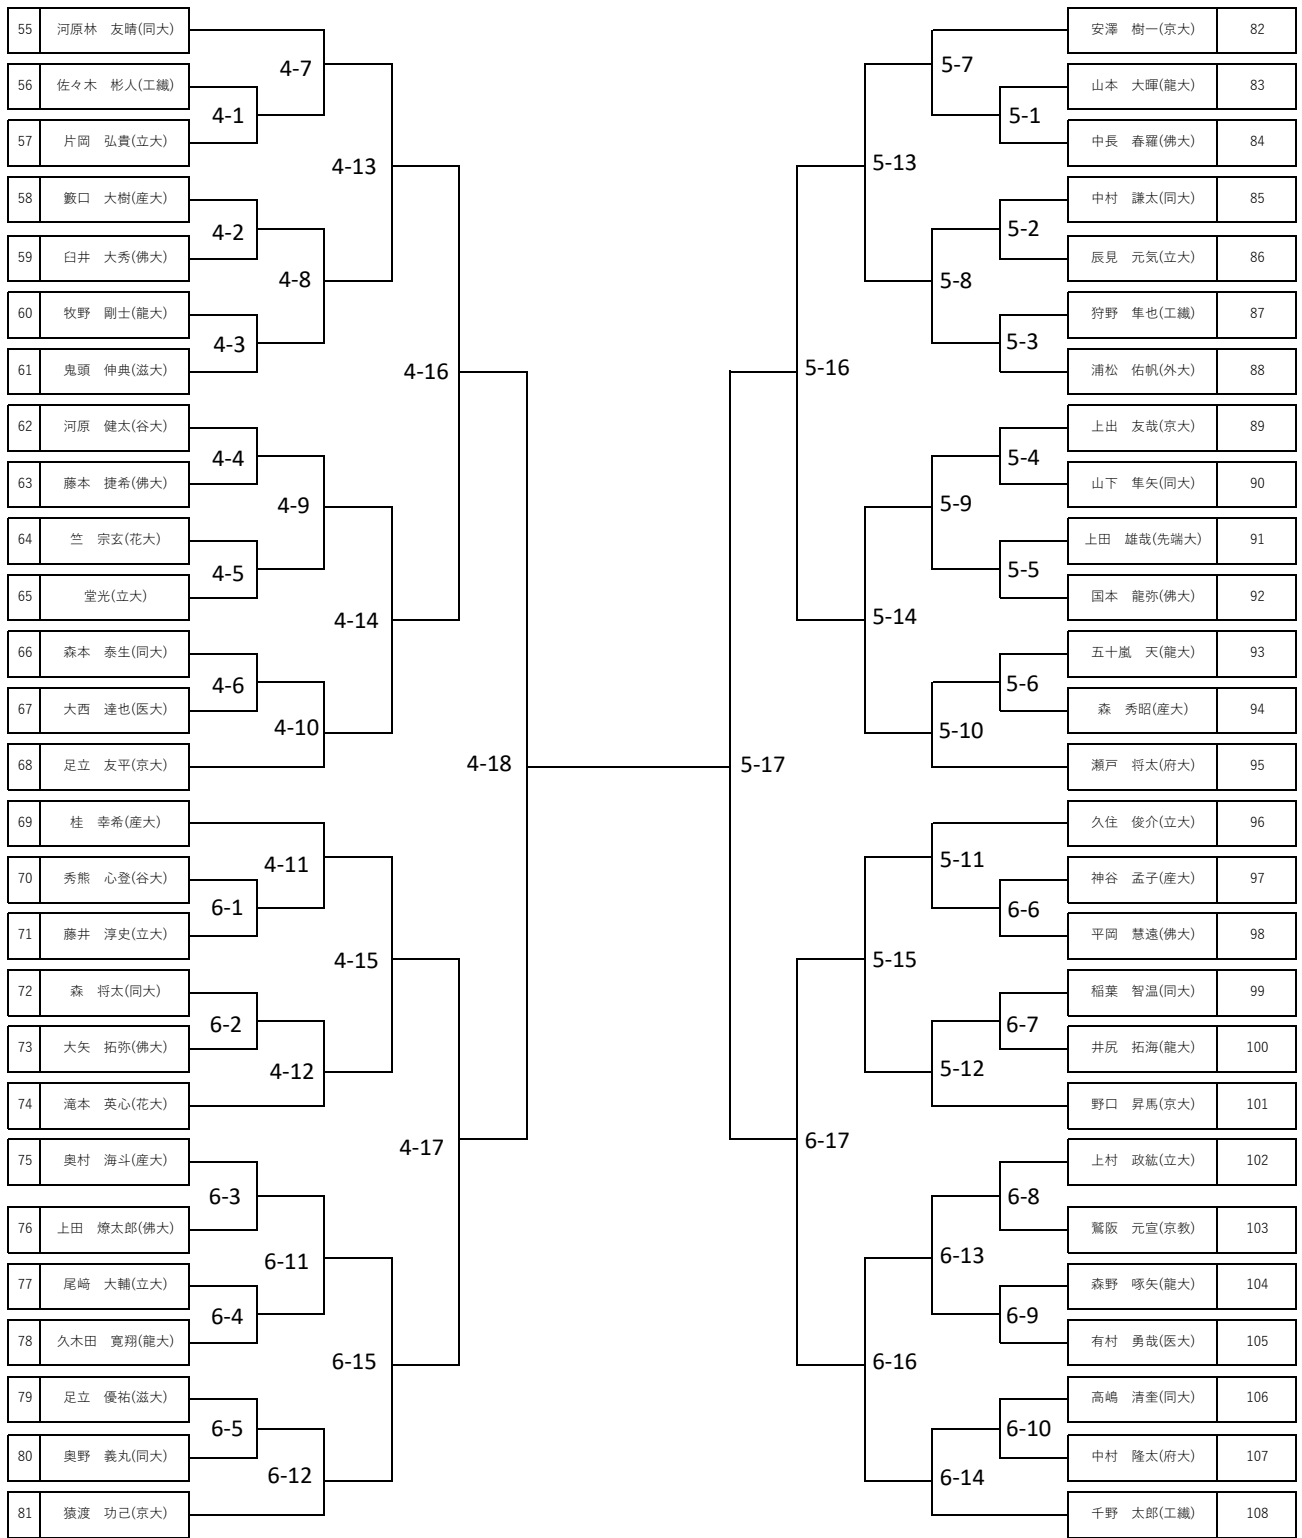 55 河原林 友晴(同大)
4-7
56 佐々木 彬人(工繊)
4-1
57 片岡 弘貴(立大)
4-13
58 籔口 大樹(産大)
4-2
59 臼井 大秀(佛大)
4-8
60 牧野 剛士(龍大)
4-3
61 鬼頭 伸典(滋大)
4-16
62 河原 健太(谷大)
4-4
63 藤本 捷希(佛大)
4-9
64 竺 宗玄(花大)
4-5
65 堂光(立大)
4-14
66 森本 泰生(同大)
4-6
67 大西 達也(医大)
4-10
68 足立 友平(京大)
4-18
69 桂 幸希(産大)
4-11
70 秀熊 心登(谷大)
6-1
71 藤井 淳史(立大)
4-15
72 森 将太(同大)
6-2
73 大矢 拓弥(佛大)
4-12
74 滝本 英心(花大)
4-17
75 奥村 海斗(産大)
6-3
76 上田 燎太郎(佛大)
6-11
77 尾﨑 大輔(立大)
6-4
78 久木田 寛翔(龍大)
6-15
79 足立 優祐(滋大)
6-5
80 奥野 義丸(同大)
6-12
81 猿渡 功己(京大)
安澤 樹一(京大) 82
5-7
山本 大暉(龍大) 83
5-1
中長 春羅(佛大) 84
5-13
中村 謙太(同大) 85
5-2
辰見 元気(立大) 86
5-8
狩野 隼也(工繊) 87
5-3
浦松 佑帆(外大) 88
5-16
上出 友哉(京大) 89
5-4
山下 隼矢(同大) 90
5-9
上田 雄哉(先端大) 91
5-5
国本 龍弥(佛大) 92
5-14
五十嵐 天(龍大) 93
5-6
森 秀昭(産大) 94
5-10
瀬戸 将太(府大) 95
5-17
久住 俊介(立大) 96
5-11
神谷 孟子(産大) 97
6-6
平岡 慧遠(佛大) 98
5-15
稲葉 智温(同大) 99
6-7
井尻 拓海(龍大) 100
5-12
野口 昇馬(京大) 101
6-17
上村 政紘(立大) 102
6-8
鷲阪 元宣(京教) 103
6-13
森野 啄矢(龍大) 104
6-9
有村 勇哉(医大) 105
6-16
高嶋 清奎(同大) 106
6-10
中村 隆太(府大) 107
6-14
千野 太郎(工繊) 108